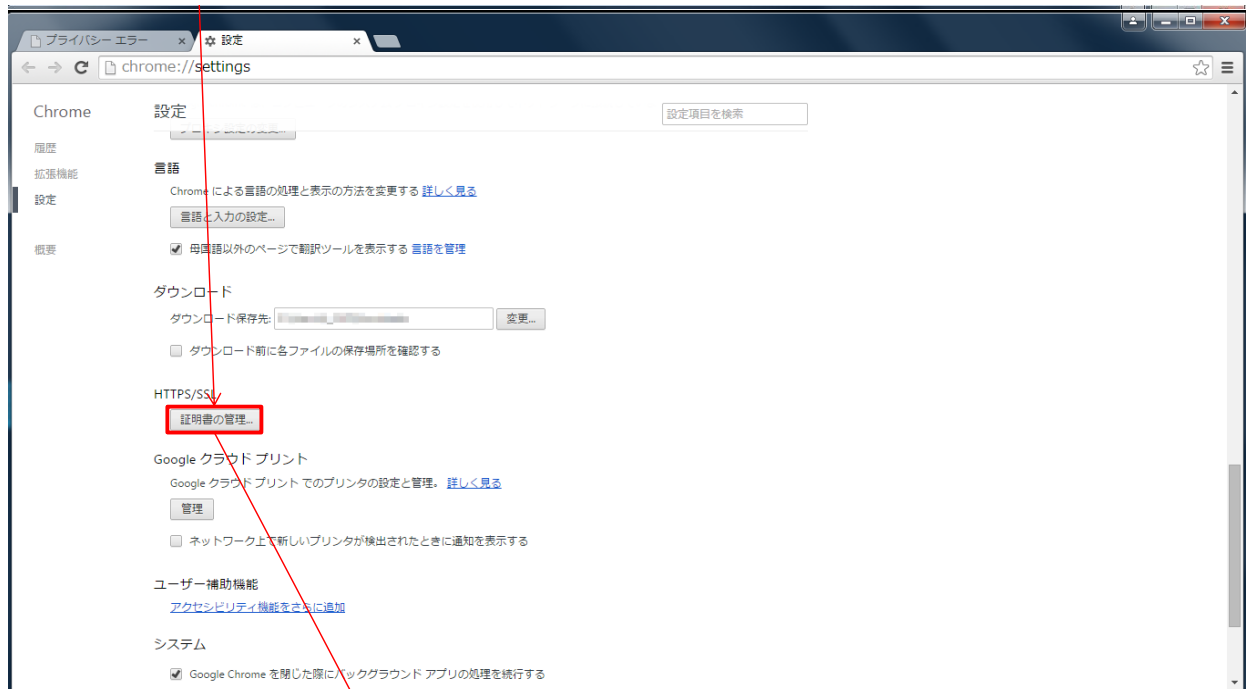 プライバシー エラー
設定
chrome://settings
Chrome
設定
設定項目を検索
履歴
拡張機能
設定
概要
言語
Chrome による言語の処理と表示の方法を変更する 詳しく見る
言語と入力の設定...
母国語以外のページで翻訳ツールを表示する 言語を管理
ダウンロード
ダウンロード保存先:
変更...
ダウンロード前に各ファイルの保存場所を確認する
HTTPS/SSL
証明書の管理...
Google クラウド プリント
Google クラウド プリント でのプリンタの設定と管理。 詳しく見る
管理
ネットワーク上で新しいプリンタが検出されたときに通知を表示する
ユーザー補助機能
アクセシビリティ機能をさらに追加
システム
Google Chrome を閉じた際にバックグラウンド アプリの処理を続行する